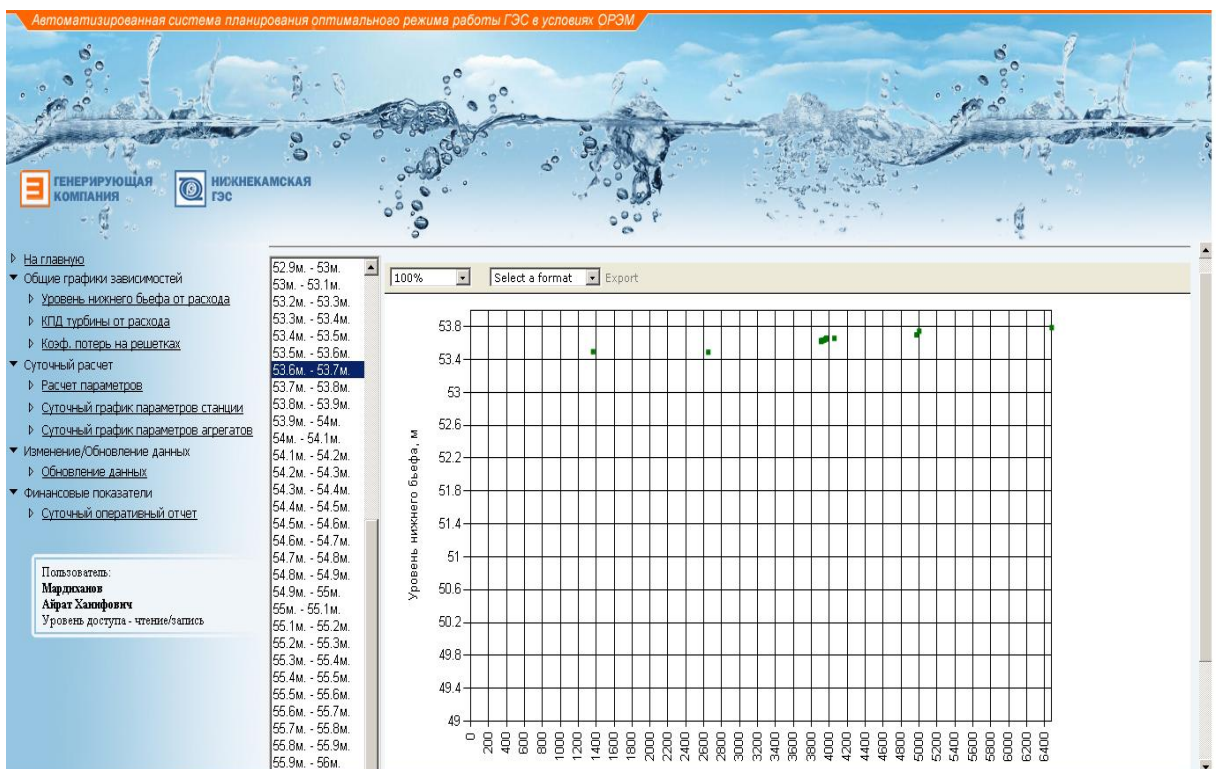 Автоматизированная система планирования оптимального режима работы ГЭС в условиях ОРЭМ
ГЕНЕРИРУЮЩАЯ
КОМПАНИЯ
НИЖНЕКАМСКАЯ
ГЭС
На главную
Общие графики зависимостей
Уровень нижнего бьефа от расхода
КПД турбины от расхода
Коэф. потерь на решетках
Суточный расчет
Расчет параметров
Суточный график параметров станции
Суточный график параметров агрегатов
Изменение/Обновление данных
Обновление данных
Финансовые показатели
Суточный оперативный отчет
Пользователь:
Мардиханов
Айрат Ханифович
Уровень доступа - чтение/запись
52.9м. - 53м.
53м. - 53.1м.
53.2м. - 53.3м.
53.3м. - 53.4м.
53.4м. - 53.5м.
53.5м. - 53.6м.
53.6м. - 53.7м.
53.7м. - 53.8м.
53.8м. - 53.9м.
53.9м. - 54м.
54м. - 54.1м.
54.1м. - 54.2м.
54.2м. - 54.3м.
54.3м. - 54.4м.
54.4м. - 54.5м.
54.5м. - 54.6м.
54.6м. - 54.7м.
54.7м. - 54.8м.
54.8м. - 54.9м.
54.9м. - 55м.
55м. - 55.1м.
55.1м. - 55.2м.
55.2м. - 55.3м.
55.3м. - 55.4м.
55.4м. - 55.5м.
55.5м. - 55.6м.
55.6м. - 55.7м.
55.7м. - 55.8м.
55.8м. - 55.9м.
55.9м. - 56м.
100% Select a format Export
Уровень нижнего бьефа, м
53.8
53.4
53
52.6
52.2
51.8
51.4
51
50.6
50.2
49.8
49.4
49
0 200 400 600 800 1000 1200 1400 1600 1800 2000 2200 2400 2600 2800 3000 3200 3400 3600 3800 4000 4200 4400 4600 4800 5000 5200 5400 5600 5800 6000 6200 6400